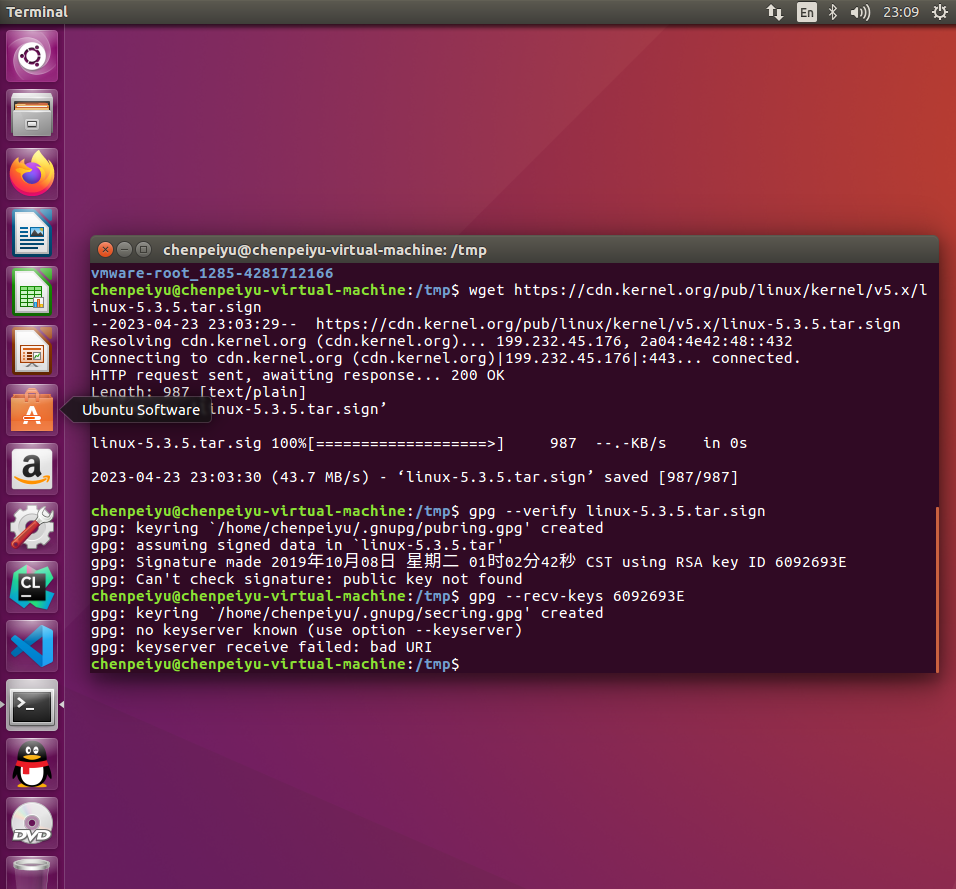 Terminal
En
23:09
chenpeiyu@chenpeiyu-virtual-machine: /tmp
vmware-root_1285-4281712166
chenpeiyu@chenpeiyu-virtual-machine:/tmp$ wget https://cdn.kernel.org/pub/linux/kernel/v5.x/l
inux-5.3.5.tar.sign
--2023-04-23 23:03:29--  https://cdn.kernel.org/pub/linux/kernel/v5.x/linux-5.3.5.tar.sign
Resolving cdn.kernel.org (cdn.kernel.org)... 199.232.45.176, 2a04:4e42:48::432
Connecting to cdn.kernel.org (cdn.kernel.org)|199.232.45.176|:443... connected.
HTTP request sent, awaiting response... 200 OK
Length: 987 [text/plain]
Ubuntu Software
linux-5.3.5.tar.sign’
linux-5.3.5.tar.sig 100%[===================>]     987  --.-KB/s    in 0s
2023-04-23 23:03:30 (43.7 MB/s) - ‘linux-5.3.5.tar.sign’ saved [987/987]
chenpeiyu@chenpeiyu-virtual-machine:/tmp$ gpg --verify linux-5.3.5.tar.sign
gpg: keyring `/home/chenpeiyu/.gnupg/pubring.gpg' created
gpg: assuming signed data in `linux-5.3.5.tar'
gpg: Signature made 2019年10月08日 星期二 01时02分42秒 CST using RSA key ID 6092693E
gpg: Can't check signature: public key not found
chenpeiyu@chenpeiyu-virtual-machine:/tmp$ gpg --recv-keys 6092693E
gpg: keyring `/home/chenpeiyu/.gnupg/secring.gpg' created
gpg: no keyserver known (use option --keyserver)
gpg: keyserver receive failed: bad URI
chenpeiyu@chenpeiyu-virtual-machine:/tmp$
A
a
CL
>_
DVD